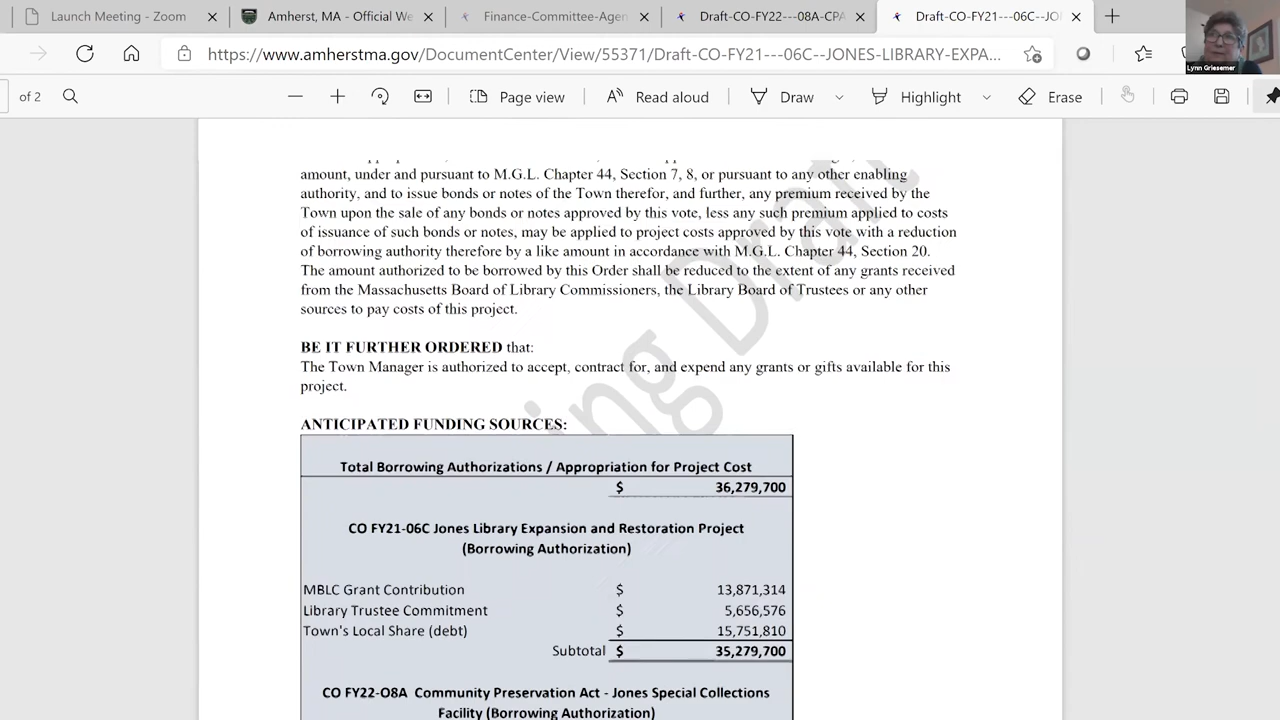 Launch Meeting - Zoom
Amherst, MA - Official We
Finance-Committee-Agen
Draft-CO-FY22---08A-CPA
Draft-CO-FY21---06C--JO
https://www.amherstma.gov/DocumentCenter/View/55371/Draft-CO-FY21---06C--JONES-LIBRARY-EXPA...
Lynn Griesemer
of 2
Page view
Read aloud
Draw
Highlight
Erase
amount, under and pursuant to M.G.L. Chapter 44, Section 7, 8, or pursuant to any other enabling
authority, and to issue bonds or notes of the Town therefor, and further, any premium received by the
Town upon the sale of any bonds or notes approved by this vote, less any such premium applied to costs
of issuance of such bonds or notes, may be applied to project costs approved by this vote with a reduction
of borrowing authority therefore by a like amount in accordance with M.G.L. Chapter 44, Section 20.
The amount authorized to be borrowed by this Order shall be reduced to the extent of any grants received
from the Massachusetts Board of Library Commissioners, the Library Board of Trustees or any other
sources to pay costs of this project.
BE IT FURTHER ORDERED that:
The Town Manager is authorized to accept, contract for, and expend any grants or gifts available for this
project.
ANTICIPATED FUNDING SOURCES:
Total Borrowing Authorizations / Appropriation for Project Cost
$ 36,279,700
CO FY21-06C Jones Library Expansion and Restoration Project
(Borrowing Authorization)
MBLC Grant Contribution $ 13,871,314
Library Trustee Commitment $ 5,656,576
Town's Local Share (debt) $ 15,751,810
Subtotal $ 35,279,700
CO FY22-O8A Community Preservation Act - Jones Special Collections
Facility (Borrowing Authorization)